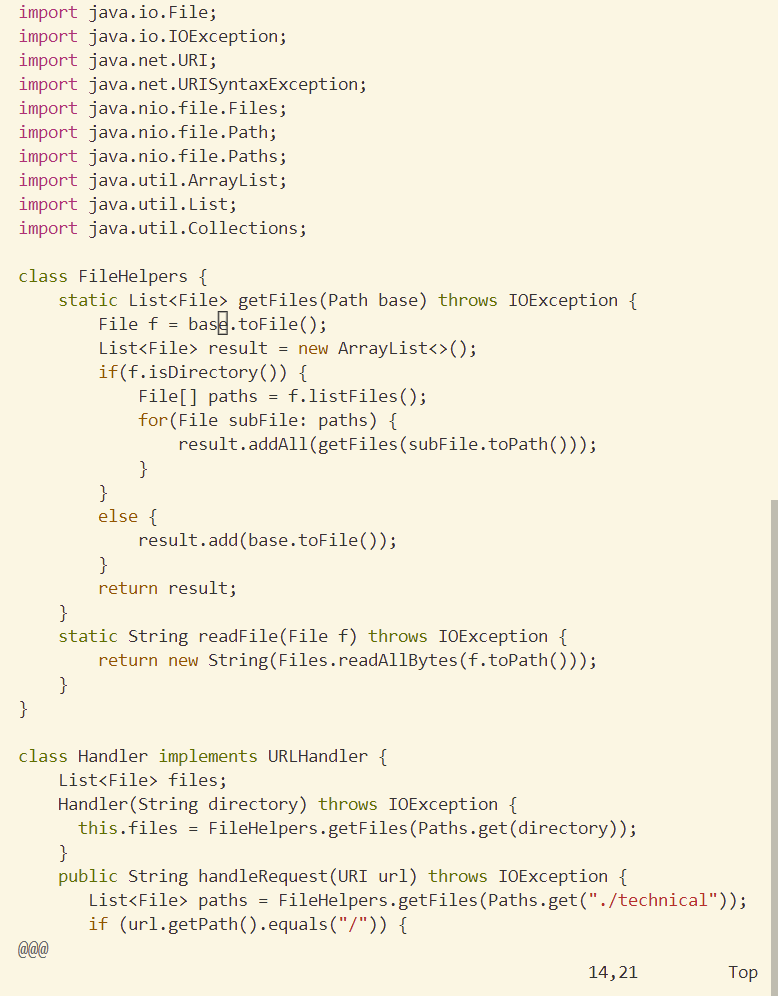 import java.io.File;
import java.io.IOException;
import java.net.URI;
import java.net.URISyntaxException;
import java.nio.file.Files;
import java.nio.file.Path;
import java.nio.file.Paths;
import java.util.ArrayList;
import java.util.List;
import java.util.Collections;

class FileHelpers {
    static List<File> getFiles(Path base) throws IOException {
        File f = base.toFile();
        List<File> result = new ArrayList<>();
        if(f.isDirectory()) {
            File[] paths = f.listFiles();
            for(File subFile: paths) {
                result.addAll(getFiles(subFile.toPath()));
            }
        }
        else {
            result.add(base.toFile());
        }
        return result;
    }
    static String readFile(File f) throws IOException {
        return new String(Files.readAllBytes(f.toPath()));
    }
}

class Handler implements URLHandler {
    List<File> files;
    Handler(String directory) throws IOException {
      this.files = FileHelpers.getFiles(Paths.get(directory));
    }
    public String handleRequest(URI url) throws IOException {
       List<File> paths = FileHelpers.getFiles(Paths.get("./technical"));
       if (url.getPath().equals("/")) {
@@@
14,21 Top